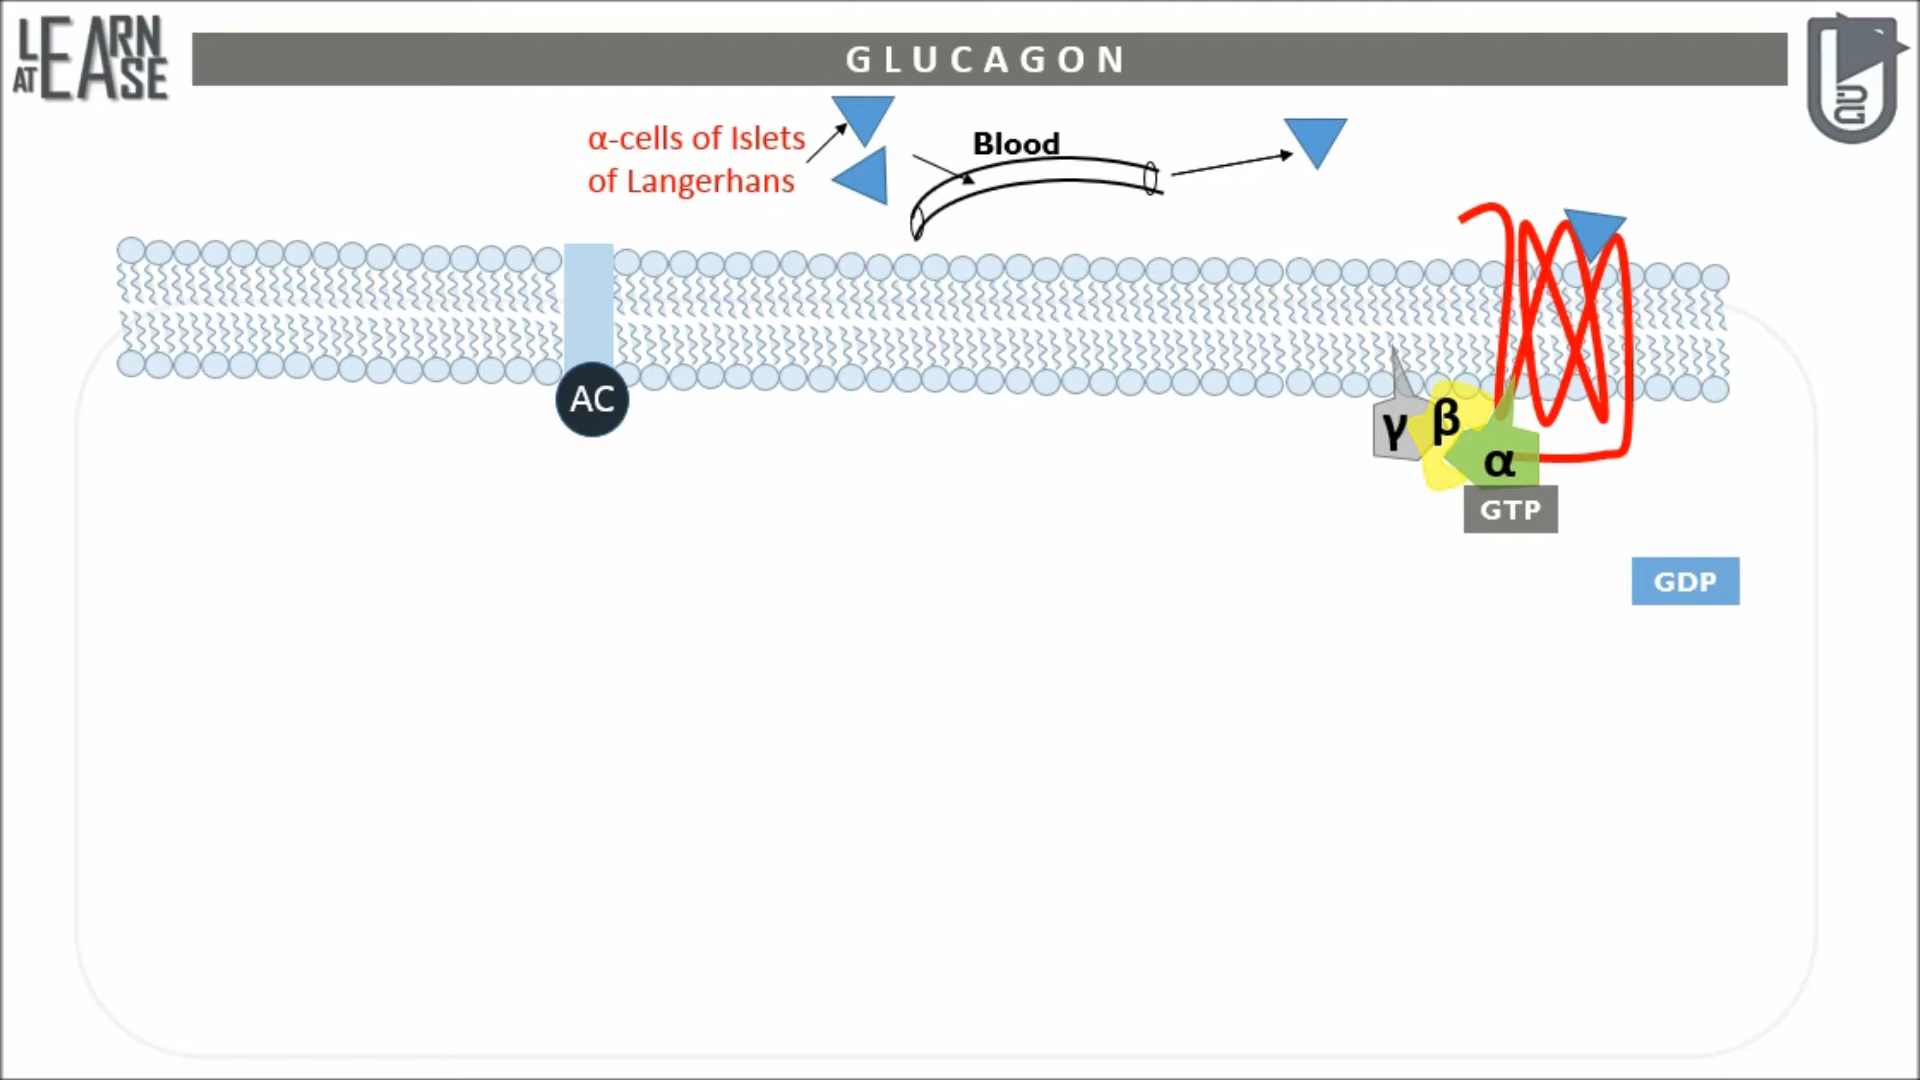 LEARN
AT EASE
GLUCAGON
α-cells of Islets
of Langerhans
Blood
AC
γ
β
α
GTP
GDP